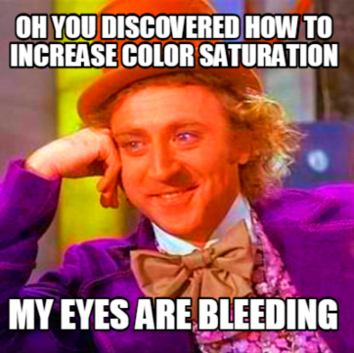 OH YOU DISCOVERED HOW TO
INCREASE COLOR SATURATION
MY EYES ARE BLEEDING